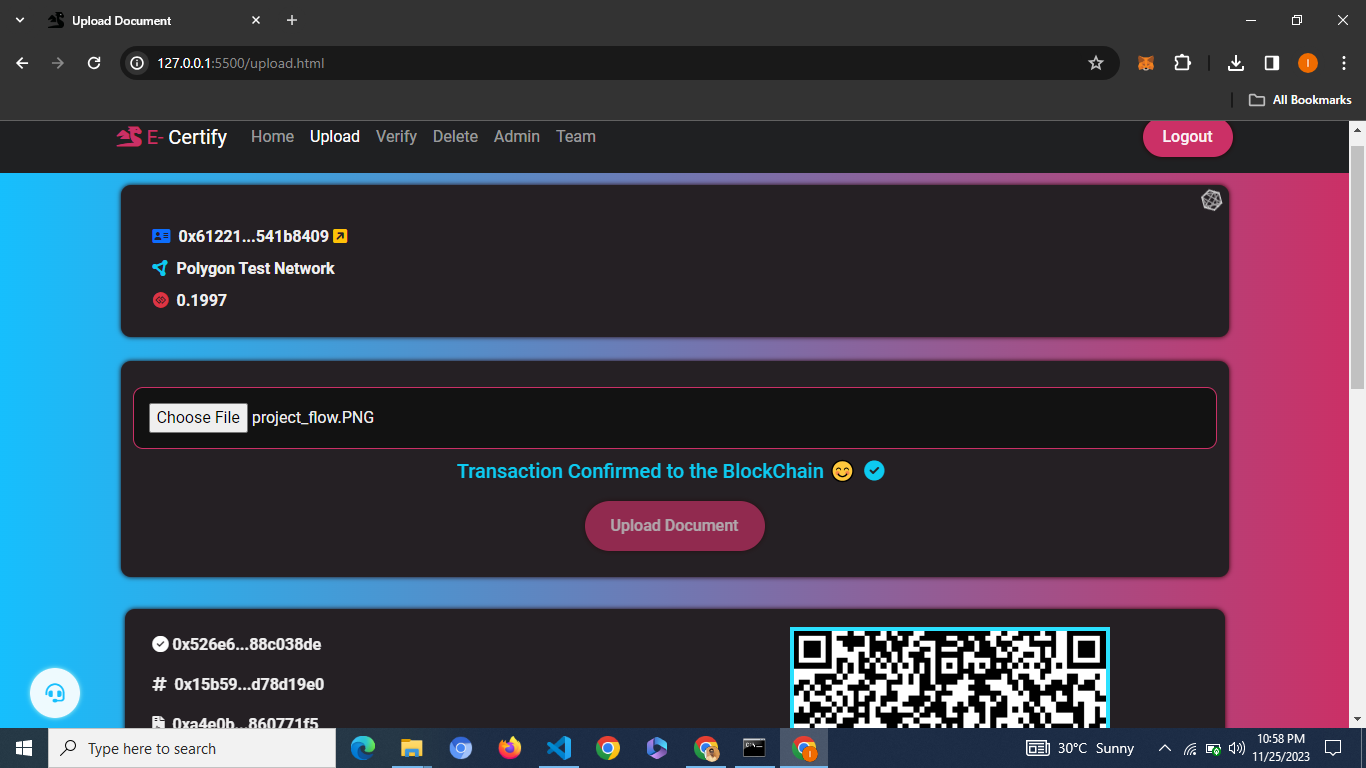 Upload Document
127.0.0.1:5500/upload.html
All Bookmarks
E- Certify Home Upload Verify Delete Admin Team Logout
0x61221...541b8409
Polygon Test Network
0.1997
Choose File project_flow.PNG
Transaction Confirmed to the BlockChain
Upload Document
0x526e6...88c038de
# 0x15b59...d78d19e0
0xa4e0b...860771f5
Type here to search
30°C Sunny
10:58 PM
11/25/2023